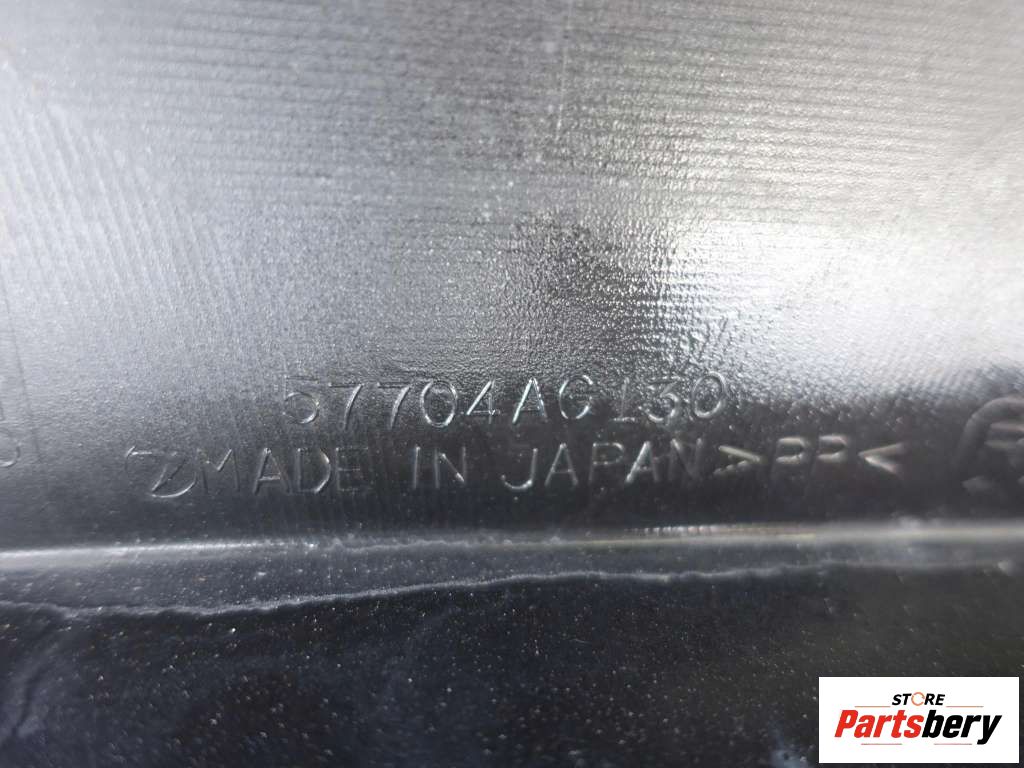 57704AG130
MADE IN JAPAN >PP<
STORE
Partsbery